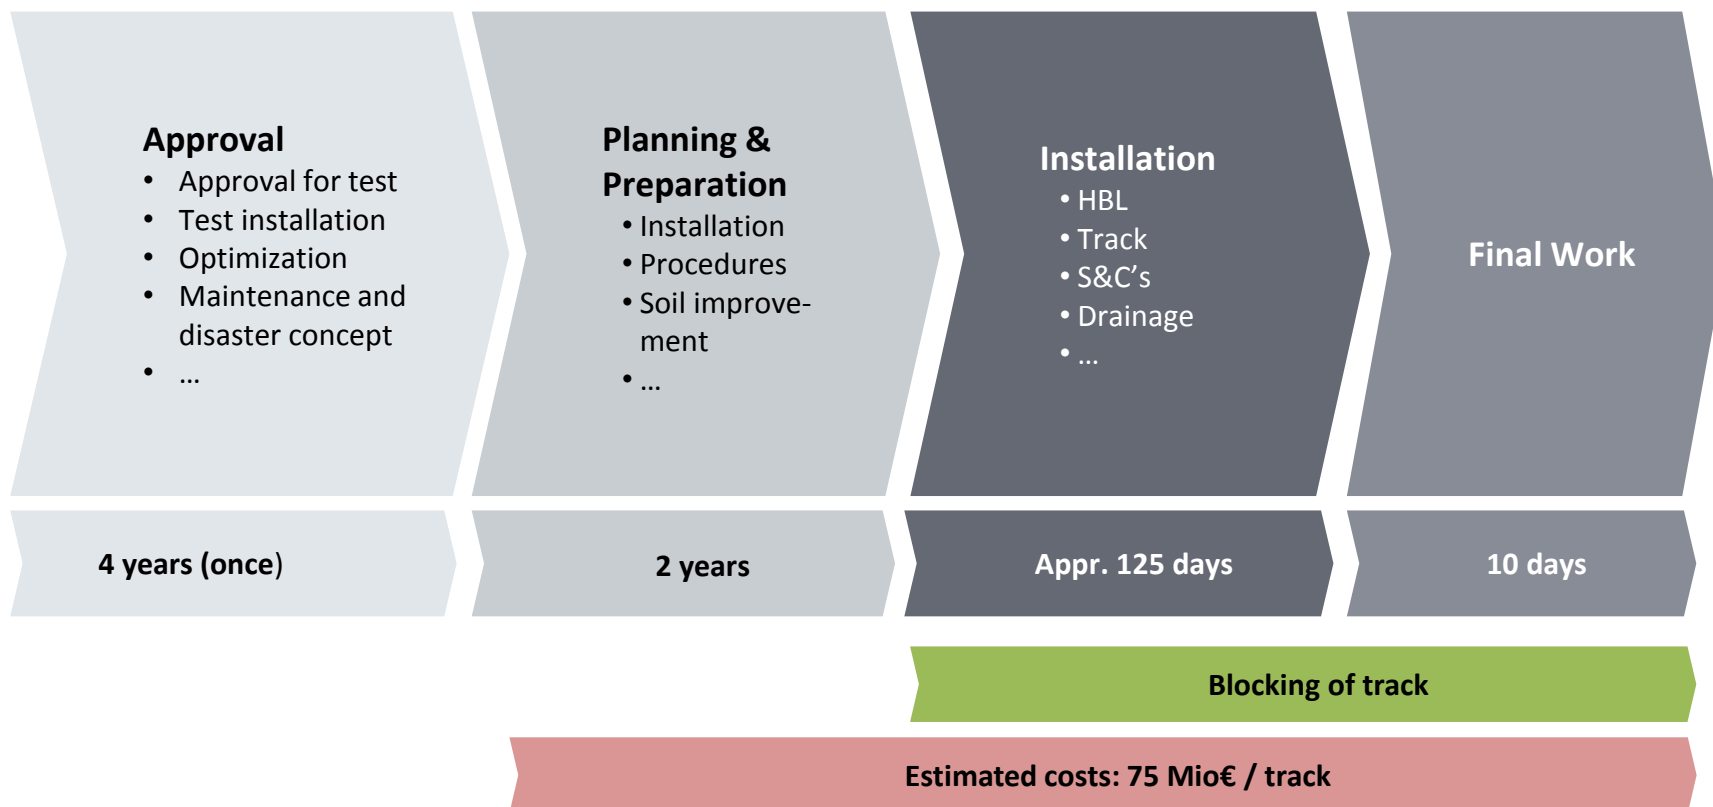 Approval
• Approval for test
• Test installation
• Optimization
• Maintenance and
disaster concept
• ...
Planning &
Preparation
• Installation
• Procedures
• Soil improve-
ment
• ...
Installation
• HBL
• Track
• S&C’s
• Drainage
• ...
Final Work
4 years (once)
2 years
Appr. 125 days
10 days
Blocking of track
Estimated costs: 75 Mio€ / track